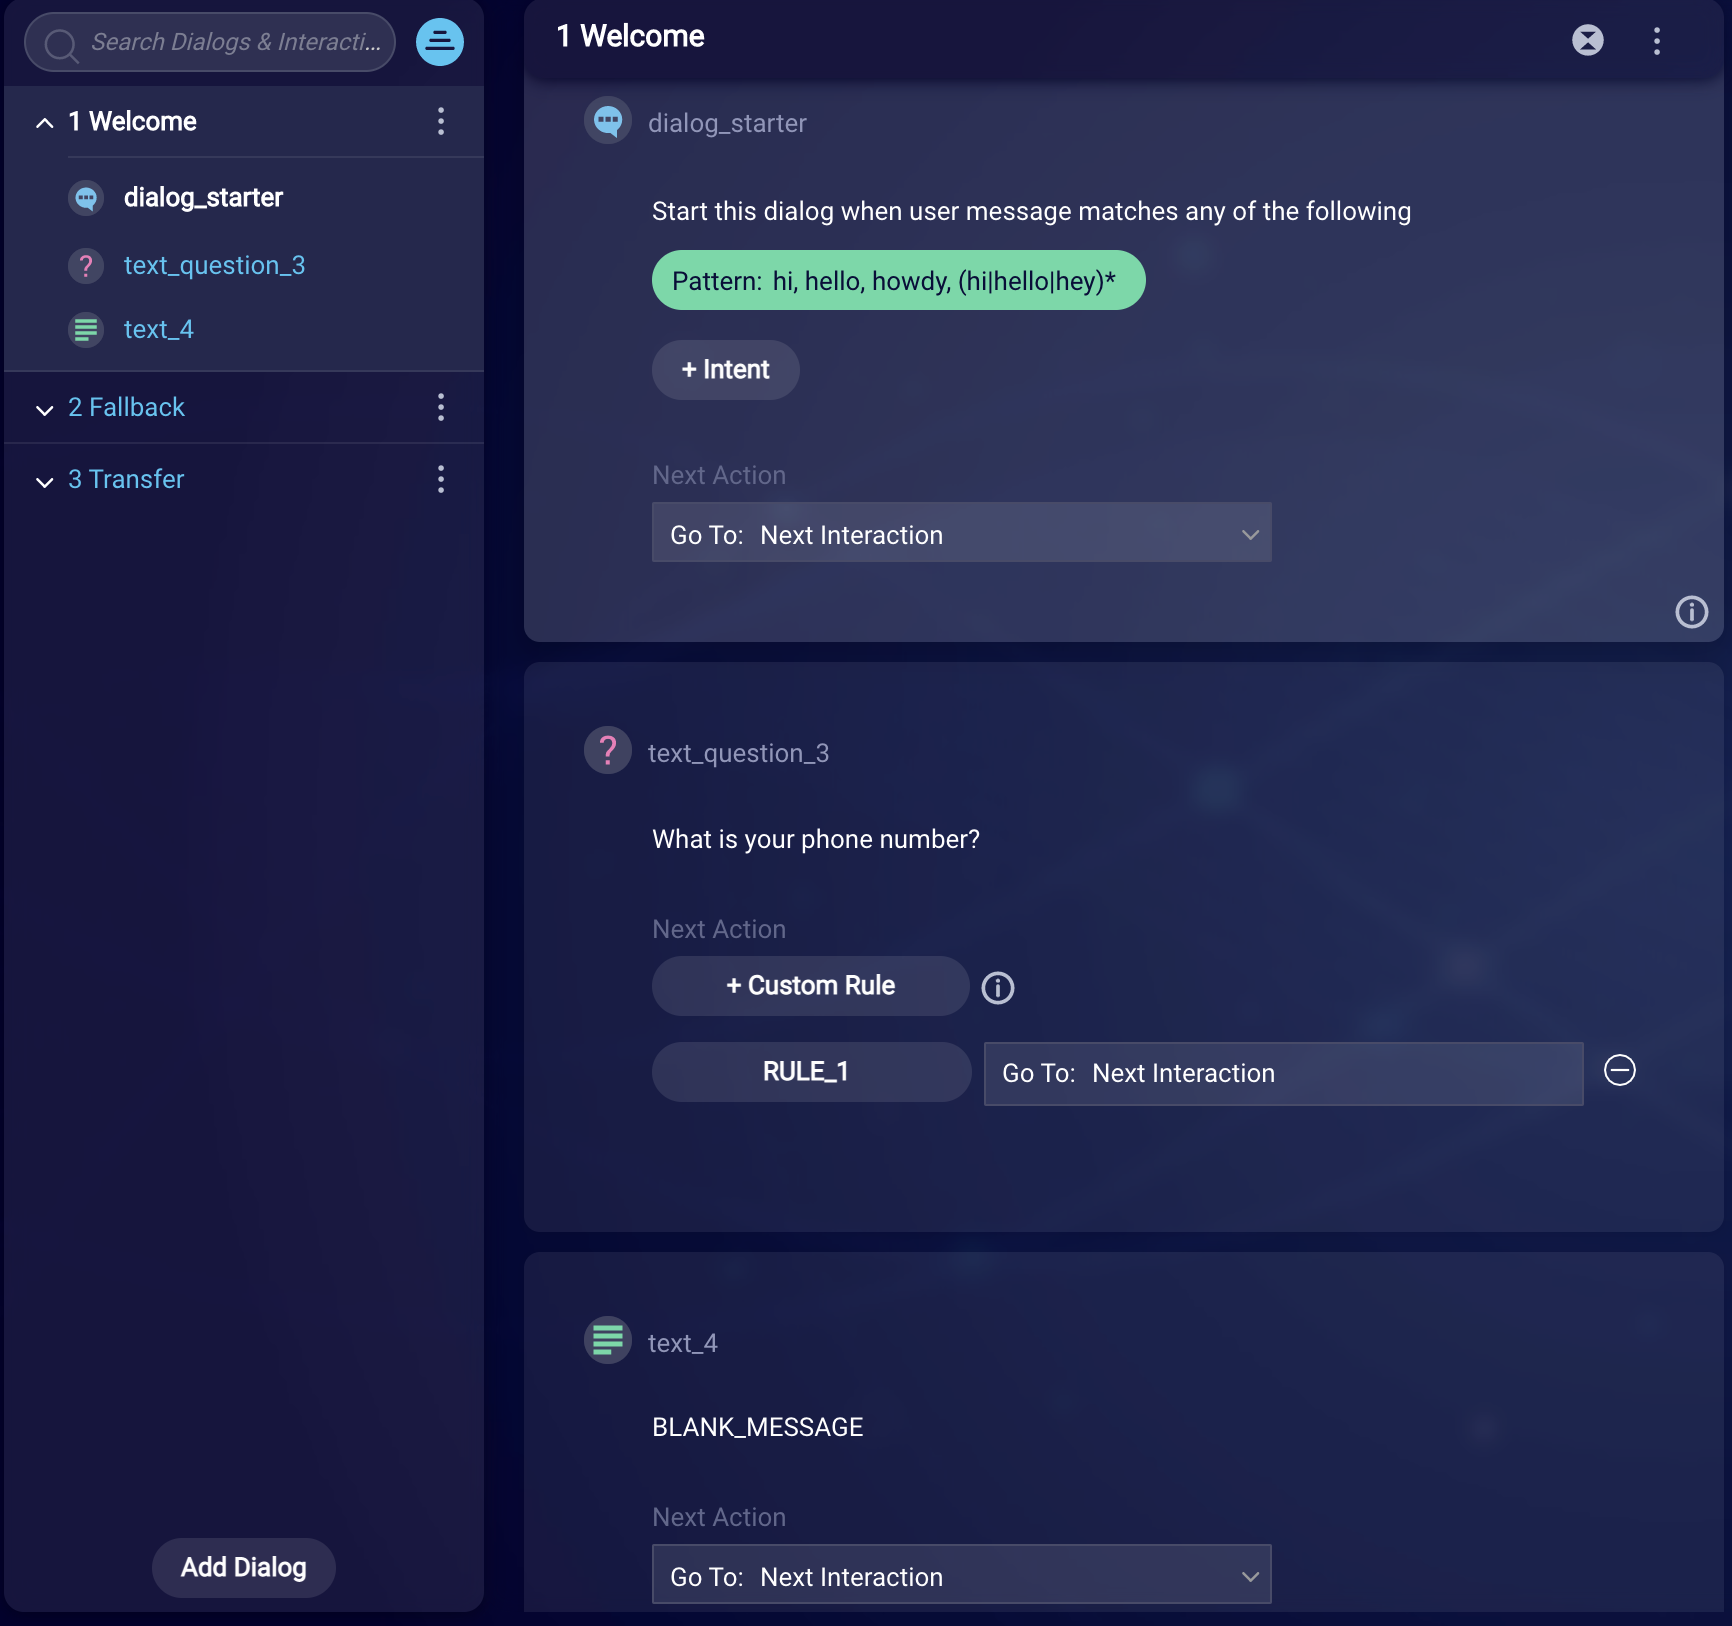 Search Dialogs & Interacti...
1 Welcome
dialog_starter
text_question_3
text_4
2 Fallback
3 Transfer
Add Dialog
1 Welcome
dialog_starter
Start this dialog when user message matches any of the following
Pattern: hi, hello, howdy, (hi|hello|hey)*
+ Intent
Next Action
Go To: Next Interaction
text_question_3
What is your phone number?
Next Action
+ Custom Rule
RULE_1 Go To: Next Interaction
text_4
BLANK_MESSAGE
Next Action
Go To: Next Interaction